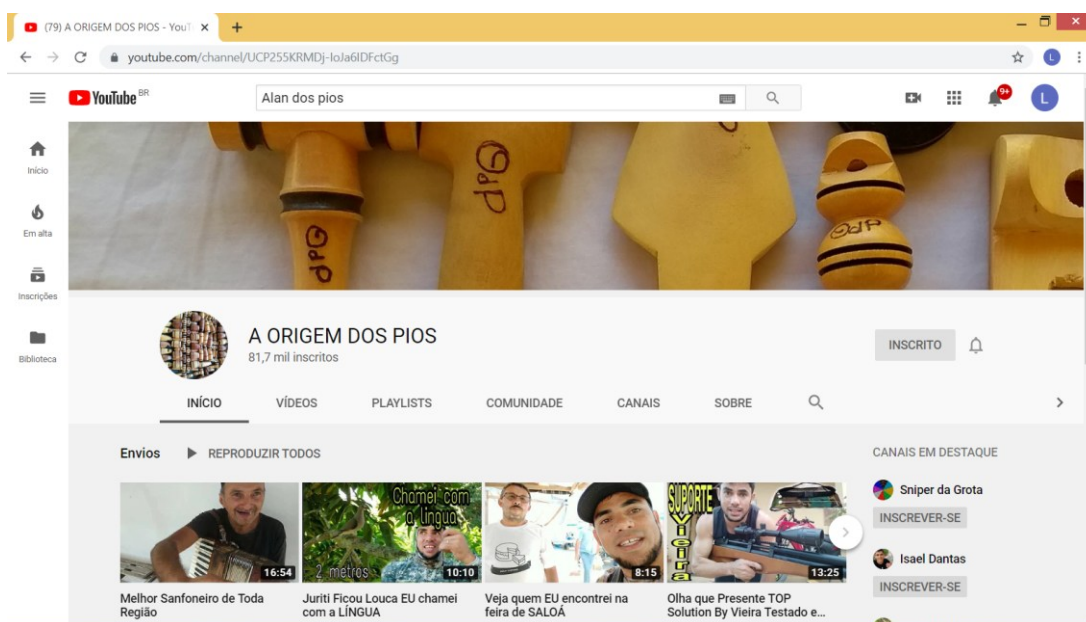 (79) A ORIGEM DOS PIOS - YouT
youtube.com/channel/UCP255KRMDj-IoJa6IDFctGg
YouTube BR
Alan dos pios
9+
L
Início
Em alta
Inscrições
Biblioteca
dpO
dpO
OdP
A ORIGEM DOS PIOS
81,7 mil inscritos
INSCRITO
INÍCIO VÍDEOS PLAYLISTS COMUNIDADE CANAIS SOBRE
Envios REPRODUZIR TODOS
CANAIS EM DESTAQUE
16:54
Chamei com
a língua
2 metros
10:10
8:15
SUPORTE
Vieira
13:25
Melhor Sanfoneiro de Toda
Região
Juriti Ficou Louca EU chamei
com a LÍNGUA
Veja quem EU encontrei na
feira de SALOÁ
Olha que Presente TOP
Solution By Vieira Testado e...
Sniper da Grota
INSCREVER-SE
Isael Dantas
INSCREVER-SE